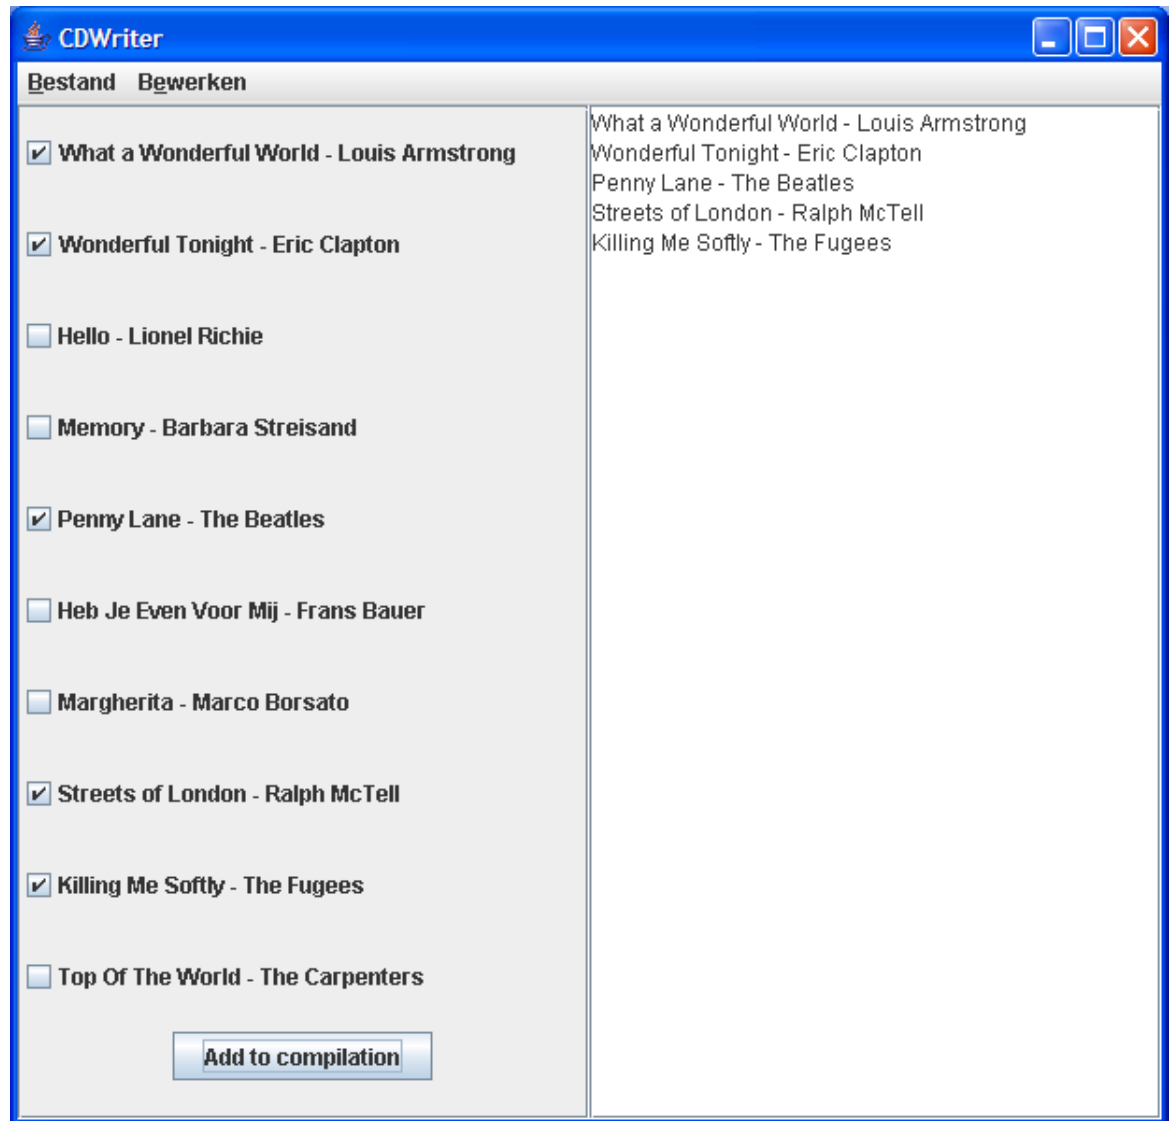 CDWriter
Bestand Bewerken
What a Wonderful World - Louis Armstrong
Wonderful Tonight - Eric Clapton
Hello - Lionel Richie
Memory - Barbara Streisand
Penny Lane - The Beatles
Heb Je Even Voor Mij - Frans Bauer
Margherita - Marco Borsato
Streets of London - Ralph McTell
Killing Me Softly - The Fugees
Top Of The World - The Carpenters
Add to compilation
What a Wonderful World - Louis Armstrong
Wonderful Tonight - Eric Clapton
Penny Lane - The Beatles
Streets of London - Ralph McTell
Killing Me Softly - The Fugees